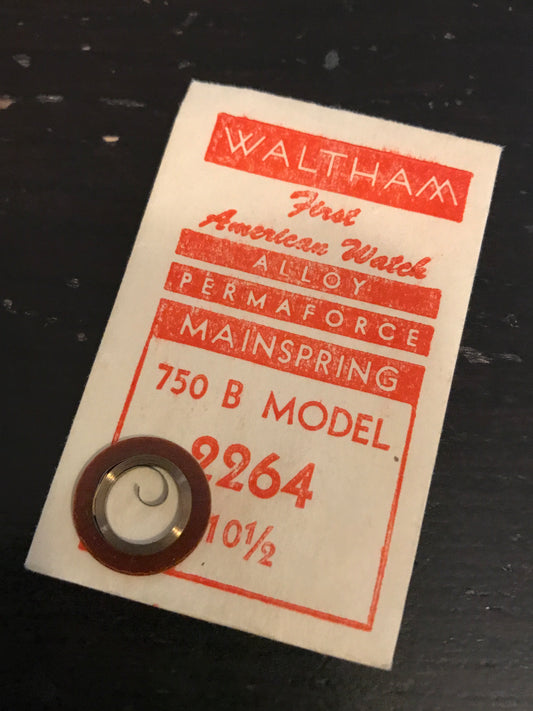 WALTHAM
First
American Watch
ALLOY
PERMAFORCE
MAINSPRING
750 B MODEL
2264
10½